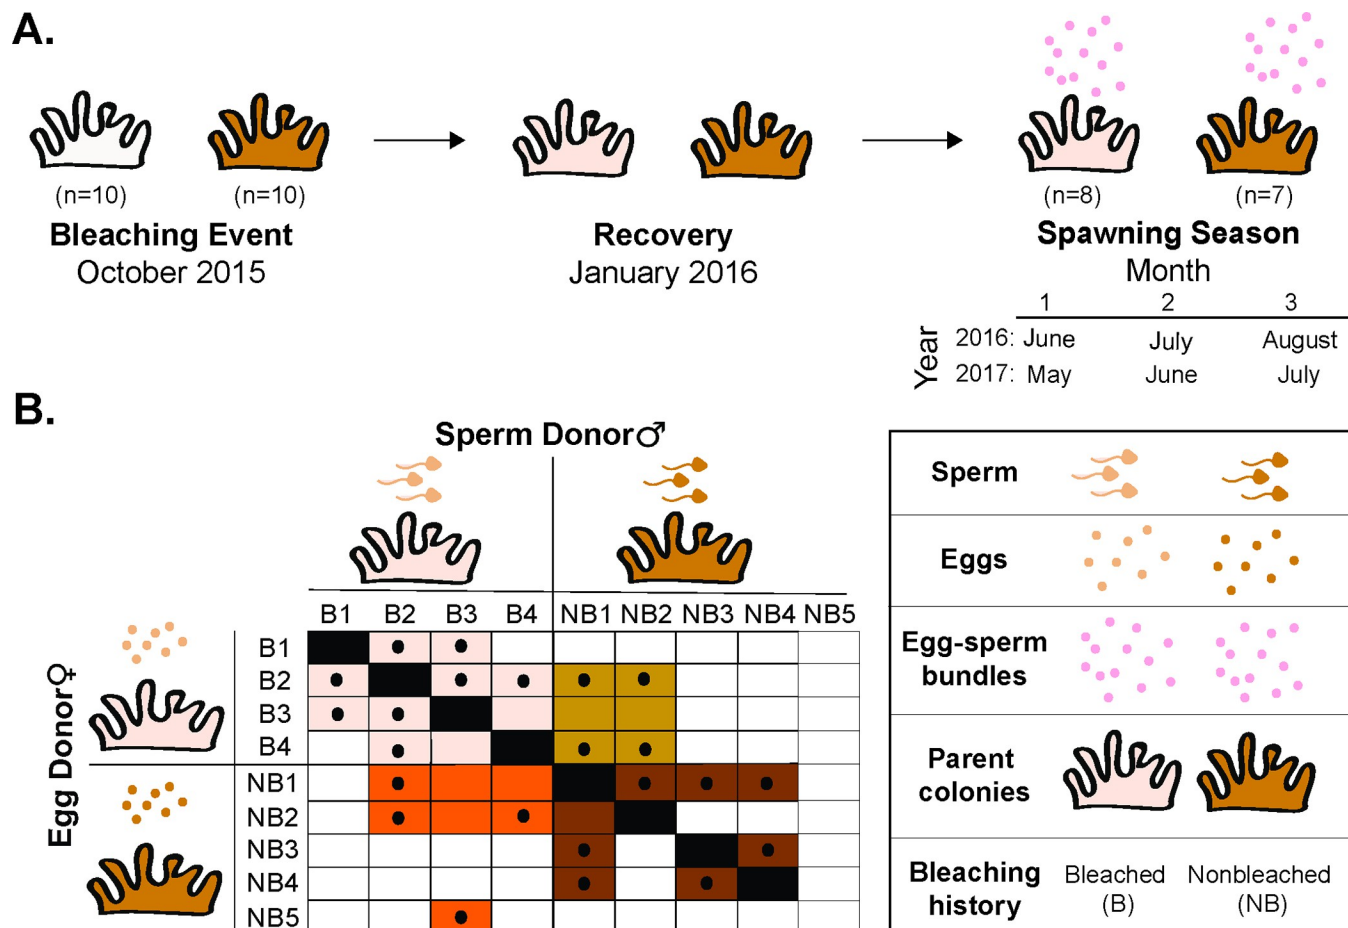 A.
(n=10) (n=10) (n=8) (n=7)
Bleaching Event Recovery Spawning Season
October 2015 January 2016 Month
1 2 3
Year
2016: June July August
2017: May June July
B.
Sperm Donor♂
B1 B2 B3 B4 NB1 NB2 NB3 NB4 NB5
Egg Donor♀
B1
B2
B3
B4
NB1
NB2
NB3
NB4
NB5
Sperm
Eggs
Egg-sperm
bundles
Parent
colonies
Bleaching
history
Bleached Nonbleached
(B) (NB)